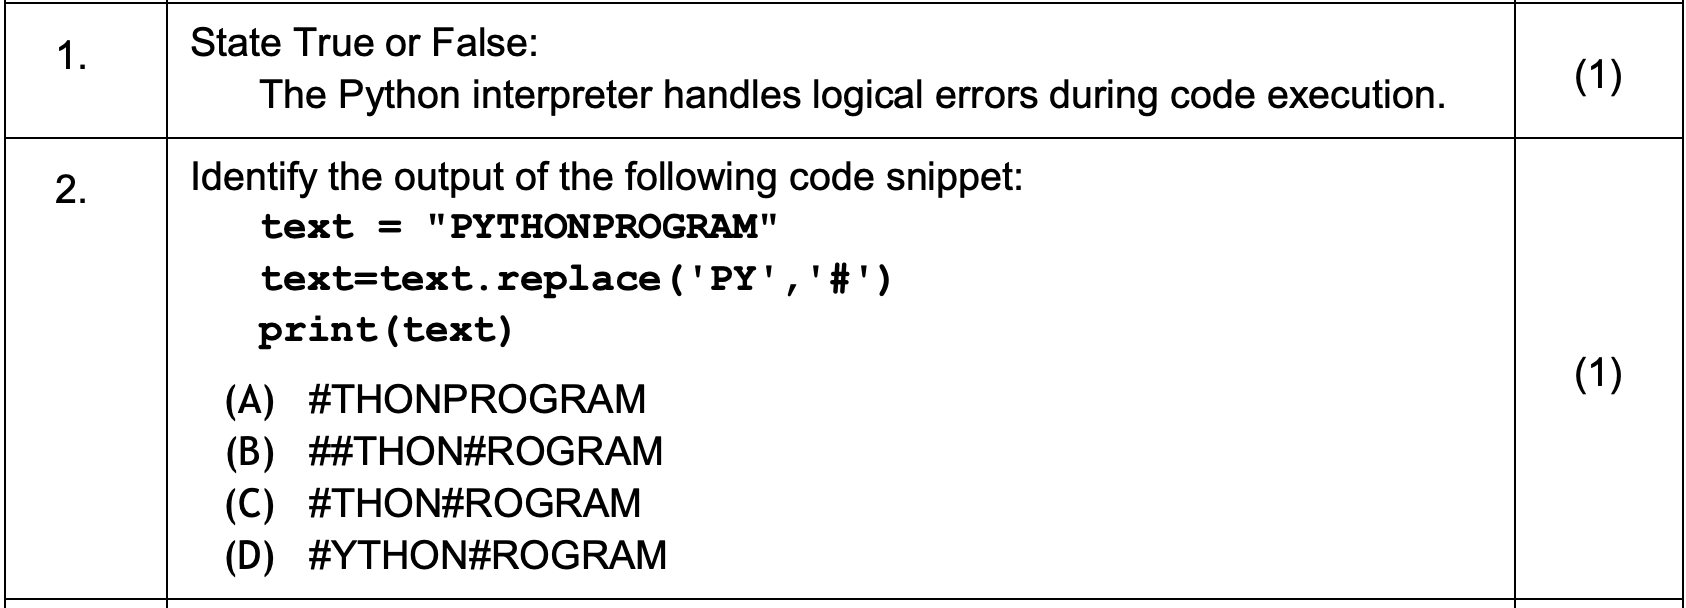 1.
State True or False:
The Python interpreter handles logical errors during code execution.
(1)
2.
Identify the output of the following code snippet:
text = "PYTHONPROGRAM"
text=text.replace('PY','#')
print(text)
(A) #THONPROGRAM
(B) ##THON#ROGRAM
(C) #THON#ROGRAM
(D) #YTHON#ROGRAM
(1)